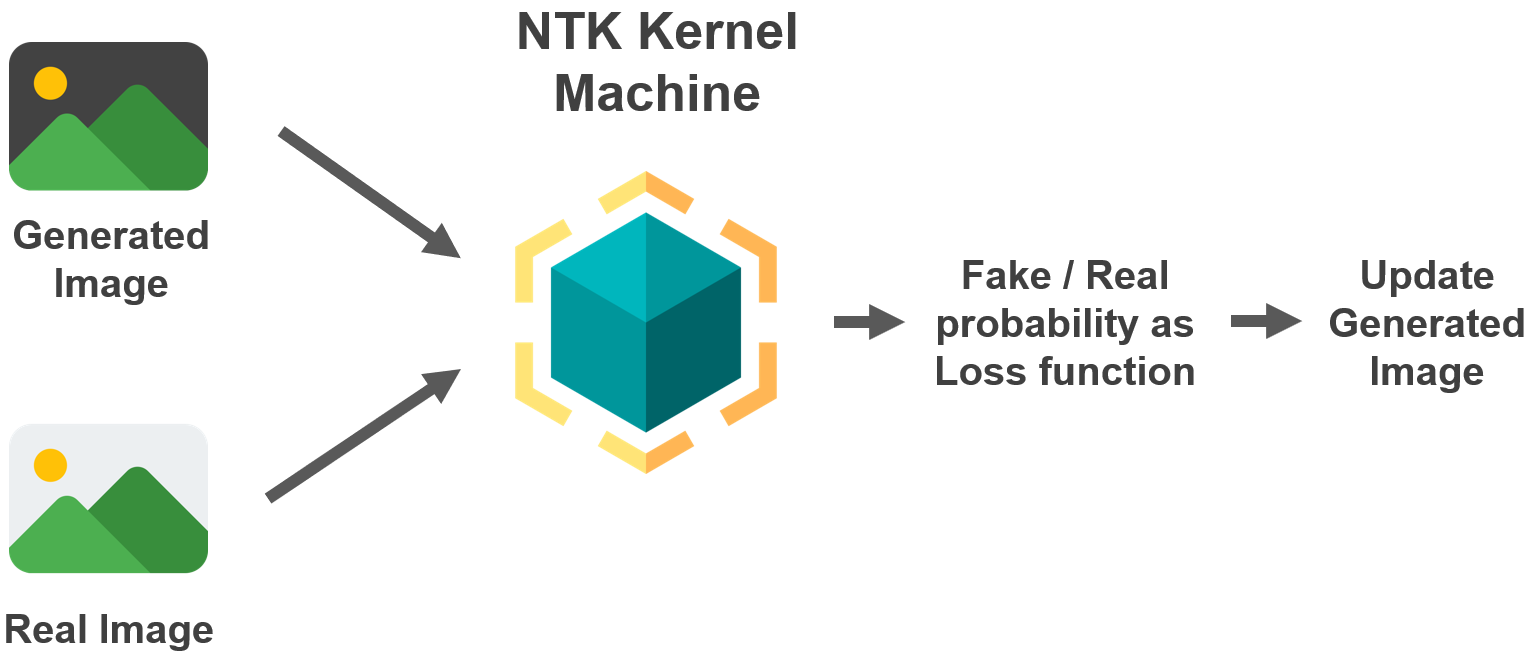 NTK Kernel
Machine
Generated
Image
Real Image
Fake / Real
probability as
Loss function
Update
Generated
Image